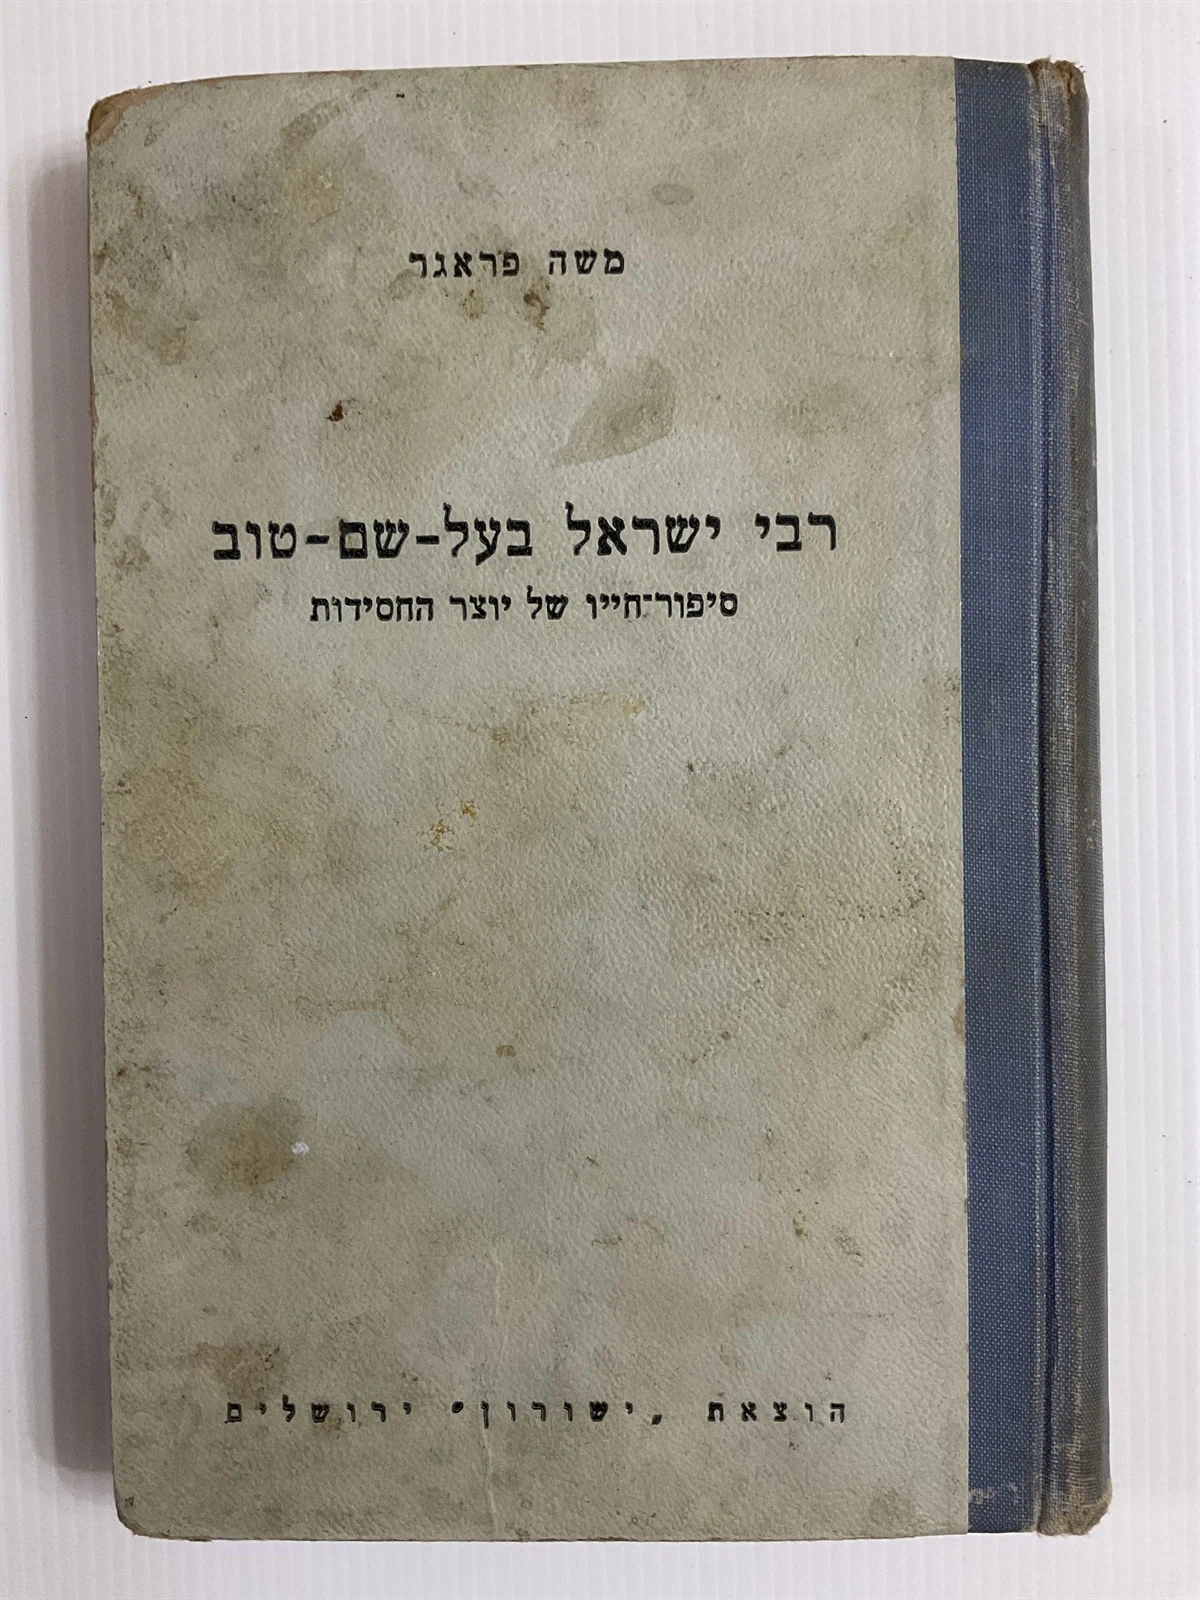 משה פראגר
רבי ישראל בעל-שם-טוב
סיפור־חייו של יוצר החסידות
הוצאת ,ישורון' ירושלים